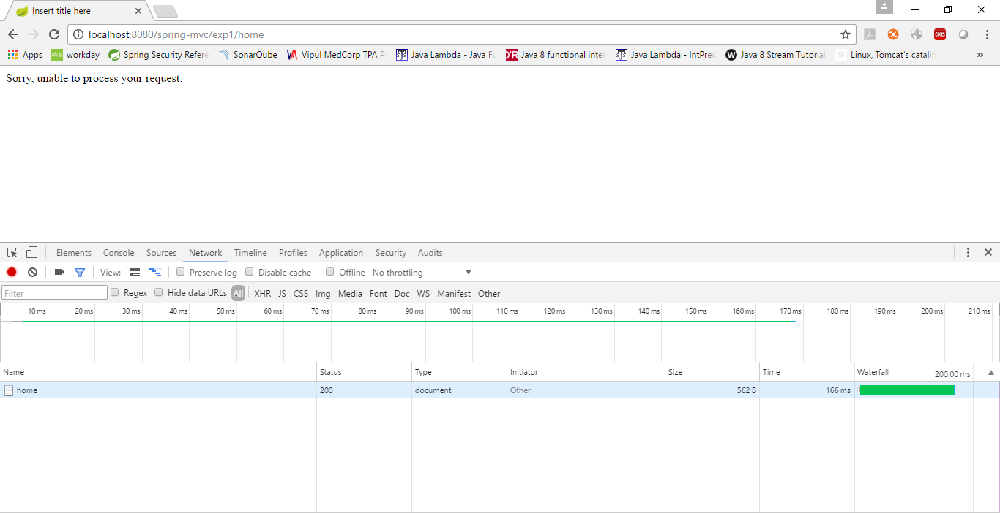 Insert title here
localhost:8080/spring-mvc/exp1/home
CORS
Apps workday Spring Security Refere SonarQube Vipul MedCorp TPA Java Lambda - Java Fu Java 8 functional inter Java Lambda - IntPred W Java 8 Stream Tutorial Linux, Tomcat's catalin »
Sorry, unable to process your request.
Elements Console Sources Network Timeline Profiles Application Security Audits
View: Preserve log Disable cache Offline No throttling
Filter Regex Hide data URLs All XHR JS CSS Img Media Font Doc WS Manifest Other
10 ms 20 ms 30 ms 40 ms 50 ms 60 ms 70 ms 80 ms 90 ms 100 ms 110 ms 120 ms 130 ms 140 ms 150 ms 160 ms 170 ms 180 ms 190 ms 200 ms 210 ms
Name Status Type Initiator Size Time Waterfall 200.00 ms
home 200 document Other 562 B 166 ms